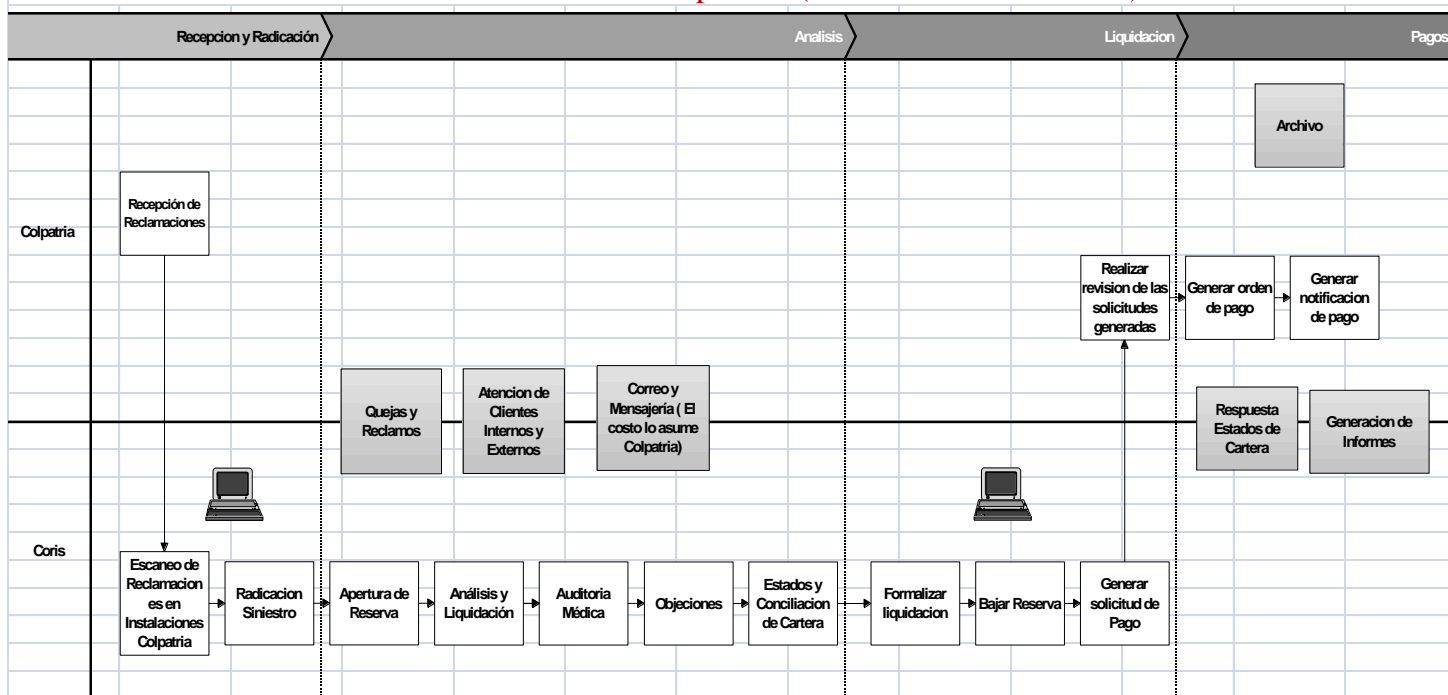 Recepcion y Radicación
Analisis
Liquidacion
Pagos
Archivo
Recepción de
Reclamaciones
Colpatria
Realizar
revision de las
solicitudes
generadas
Generar orden
de pago
Generar
notificacion
de pago
Quejas y
Reclamos
Atencion de
Clientes
Internos y
Externos
Correo y
Mensajería ( El
costo lo asume
Colpatria)
Respuesta
Estados de
Cartera
Generacion de
Informes
Coris
Escaneo de
Reclamacion
es en
Instalaciones
Colpatria
Radicacion
Siniestro
Apertura de
Reserva
Análisis y
Liquidación
Auditoria
Médica
Objeciones
Estados y
Conciliacion
de Cartera
Formalizar
liquidacion
Bajar Reserva
Generar
solicitud de
Pago